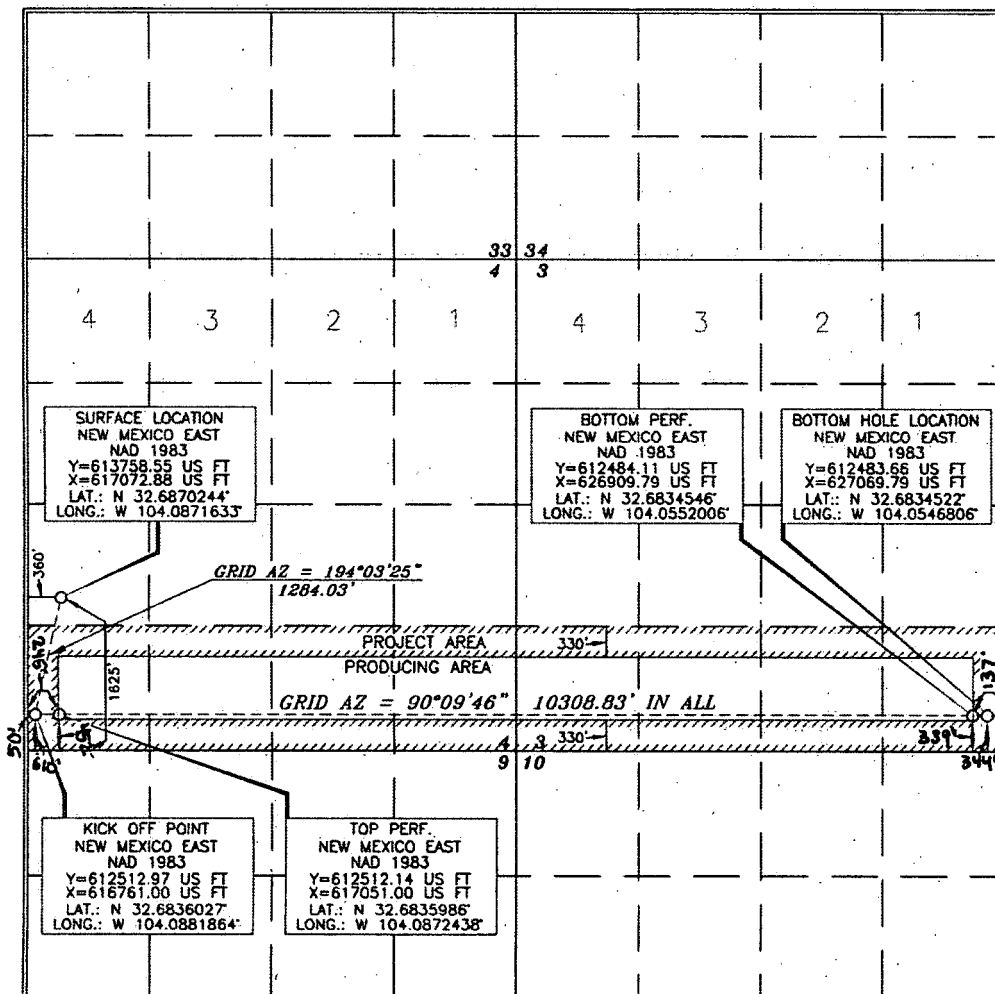 33 34
4 3
4 3 2 1 4 3 2 1
SURFACE LOCATION
NEW MEXICO EAST
NAD 1983
Y=613758.55 US FT
X=617072.88 US FT
LAT.: N 32.6870244°
LONG.: W 104.0871633°
BOTTOM PERF.
NEW MEXICO EAST
NAD 1983
Y=612484.11 US FT
X=626909.79 US FT
LAT.: N 32.6834546°
LONG.: W 104.0552006°
BOTTOM HOLE LOCATION
NEW MEXICO EAST
NAD 1983
Y=612483.66 US FT
X=627069.79 US FT
LAT.: N 32.6834522°
LONG.: W 104.0546806°
360'
GRID AZ = 194°03'25"
1284.03'
PROJECT AREA
330'
PRODUCING AREA
1625'
137'
GRID AZ = 90°09'46" 10308.83' IN ALL
50'
610'
330'
339'
344'
4 3
9 10
KICK OFF POINT
NEW MEXICO EAST
NAD 1983
Y=612512.97 US FT
X=616761.00 US FT
LAT.: N 32.6836027°
LONG.: W 104.0881864°
TOP PERF.
NEW MEXICO EAST
NAD 1983
Y=612512.14 US FT
X=617051.00 US FT
LAT.: N 32.6835986°
LONG.: W 104.0872438°